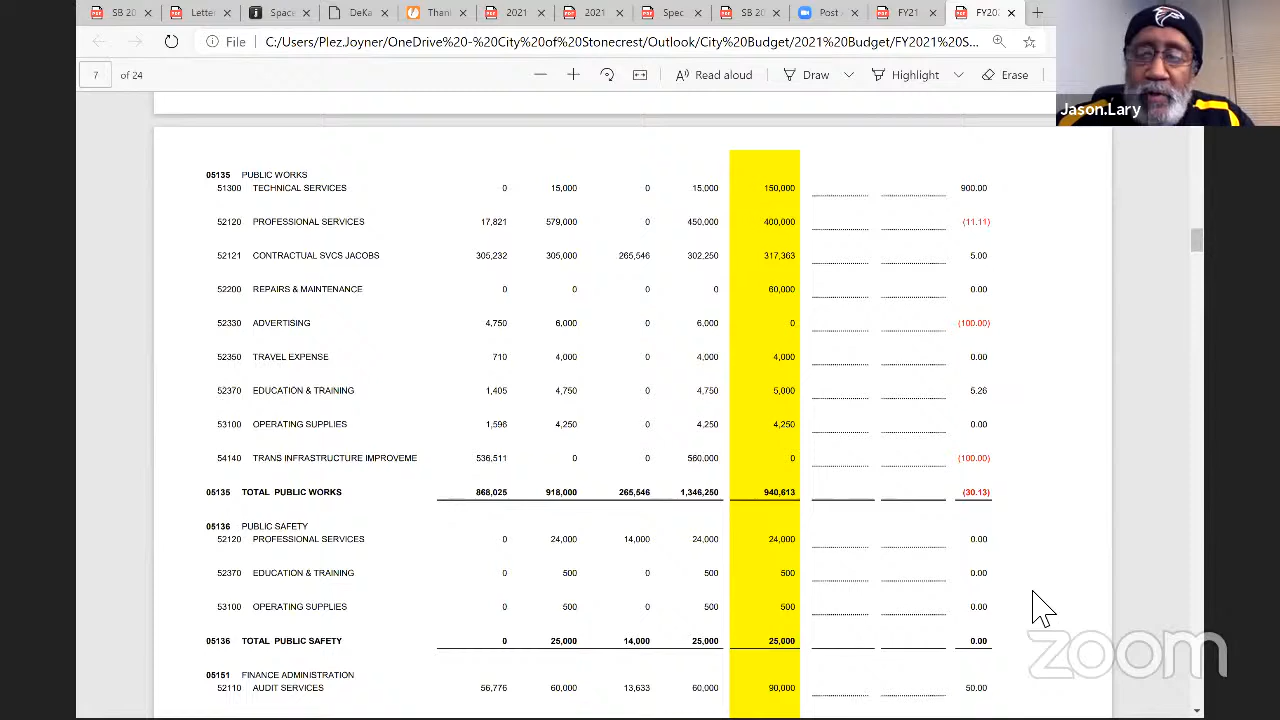 SB 20
Letter
Space
DeKa
Thanl
2021
2021
Spec
SB 20
Post -
FY21
FY20
File C:/Users/Plez.Joyner/OneDrive%20-%20City%20of%20Stonecrest/Outlook/City%20Budget/2021%20Budget/FY2021%20S...
7 of 24
Read aloud Draw Highlight Erase
Jason.Lary
05135 PUBLIC WORKS
51300 TECHNICAL SERVICES 0 15,000 0 15,000 150,000 900.00
52120 PROFESSIONAL SERVICES 17,821 579,000 0 450,000 400,000 (11.11)
52121 CONTRACTUAL SVCS JACOBS 305,232 305,000 265,546 302,250 317,363 5.00
52200 REPAIRS & MAINTENANCE 0 0 0 0 60,000 0.00
52330 ADVERTISING 4,750 6,000 0 6,000 0 (100.00)
52350 TRAVEL EXPENSE 710 4,000 0 4,000 4,000 0.00
52370 EDUCATION & TRAINING 1,405 4,750 0 4,750 5,000 5.26
53100 OPERATING SUPPLIES 1,596 4,250 0 4,250 4,250 0.00
54140 TRANS INFRASTRUCTURE IMPROVEME 536,511 0 0 560,000 0 (100.00)
05135 TOTAL PUBLIC WORKS 868,025 918,000 265,546 1,346,250 940,613 (30.13)
05136 PUBLIC SAFETY
52120 PROFESSIONAL SERVICES 0 24,000 14,000 24,000 24,000 0.00
52370 EDUCATION & TRAINING 0 500 0 500 500 0.00
53100 OPERATING SUPPLIES 0 500 0 500 500 0.00
05136 TOTAL PUBLIC SAFETY 0 25,000 14,000 25,000 25,000 0.00
zoom
05151 FINANCE ADMINISTRATION
52110 AUDIT SERVICES 56,776 60,000 13,633 60,000 90,000 50.00